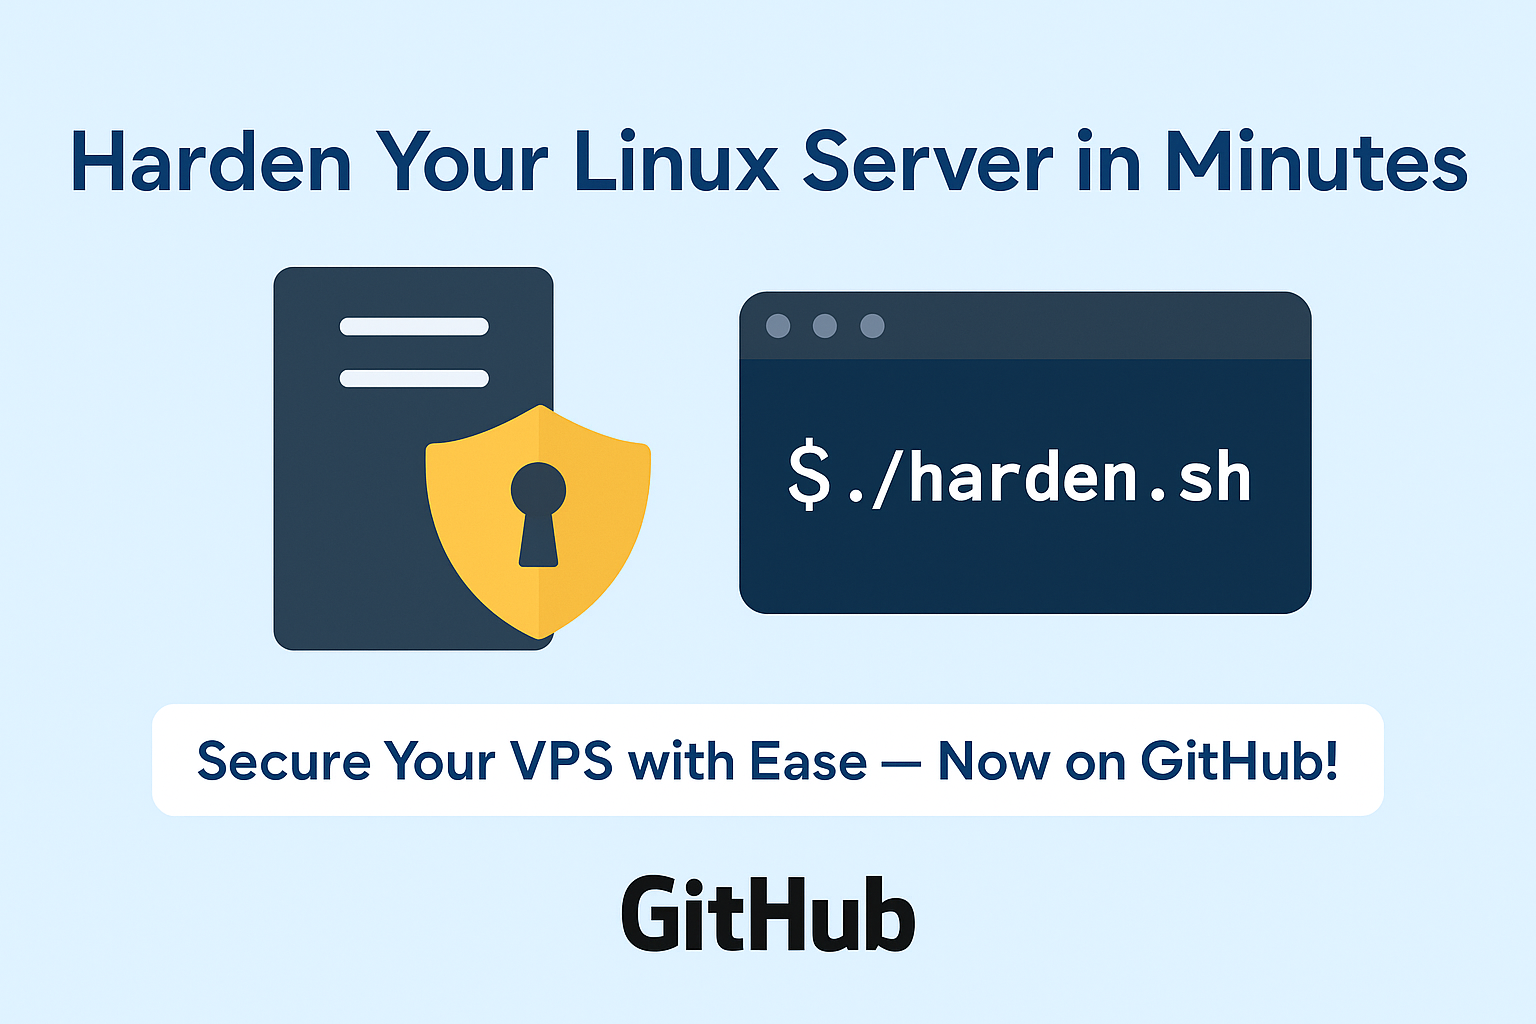 Harden Your Linux Server in Minutes
$ ./harden.sh
Secure Your VPS with Ease — Now on GitHub!
GitHub